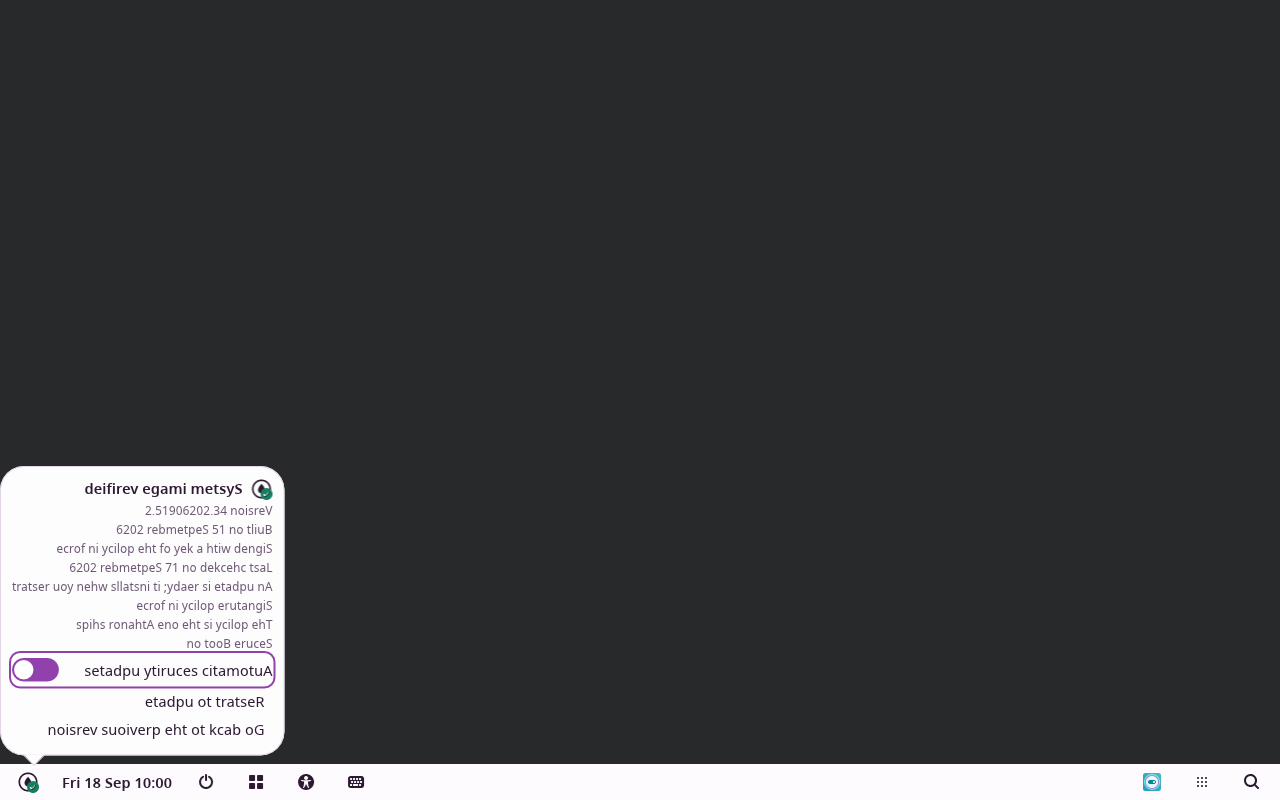 deifirev egami metsyS
2.51906202.34 noisreV
6202 rebmetpeS 51 no tliuB
ecrof ni ycilop eht fo yek a htiw dengiS
6202 rebmetpeS 71 no dekcehc tsaL
tratser uoy nehw sllatsni ti ;ydaer si etadpu nA
ecrof ni ycilop erutangiS
spihs ronahtA eno eht si ycilop ehT
no tooB eruceS
setadpu ytiruces citamotuA
etadpu ot tratseR
noisrev suoiverp eht ot kcab oG
Fri 18 Sep 10:00